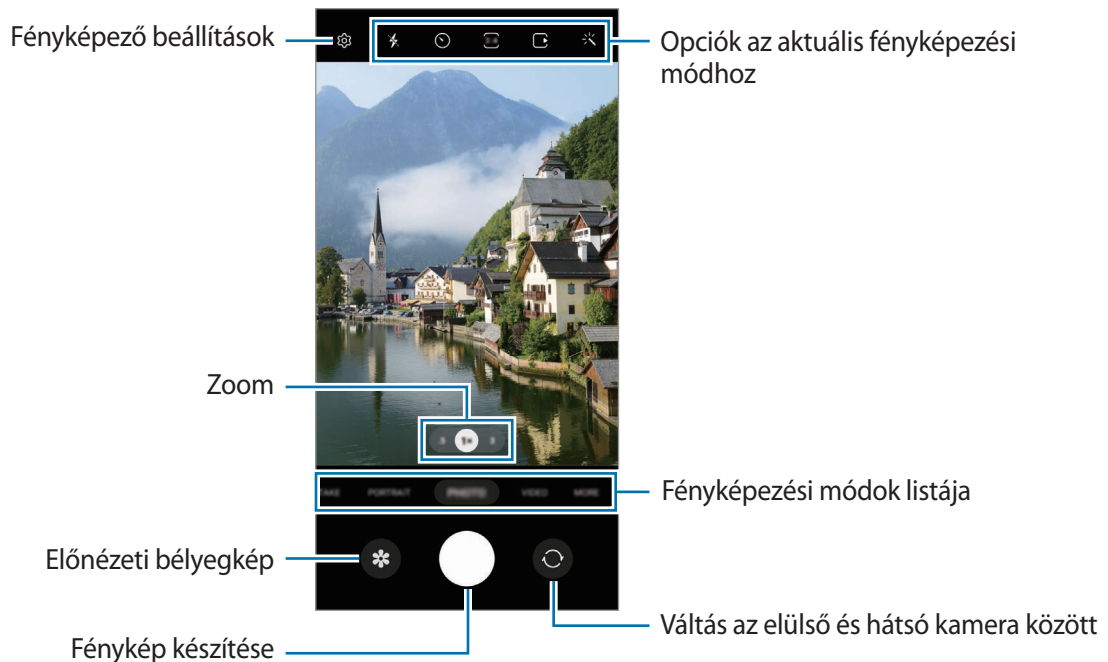 Fényképező beállítások
Opciók az aktuális fényképezési
módhoz
Zoom
PORTRAIT PHOTO VIDEO MORE
Fényképezési módok listája
Előnézeti bélyegkép
Váltás az elülső és hátsó kamera között
Fénykép készítése